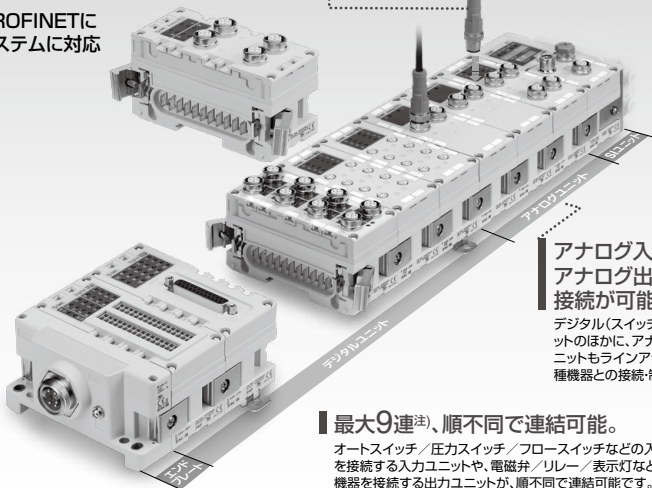 ROFINETに
ステムに対応
SIユニット
アナログユニット
デジタルユニット
エンド
プレート
アナログ入
アナログ出
接続が可能
デジタル(スイッチ
ットのほかに、アナ
ニットもラインア
種機器との接続・
最大9連注)、順不同で連結可能。
オートスイッチ/圧力スイッチ/フロースイッチなどの入
を接続する入力ユニットや、電磁弁/リレー/表示灯など
機器を接続する出力ユニットが、順不同で連結可能です。